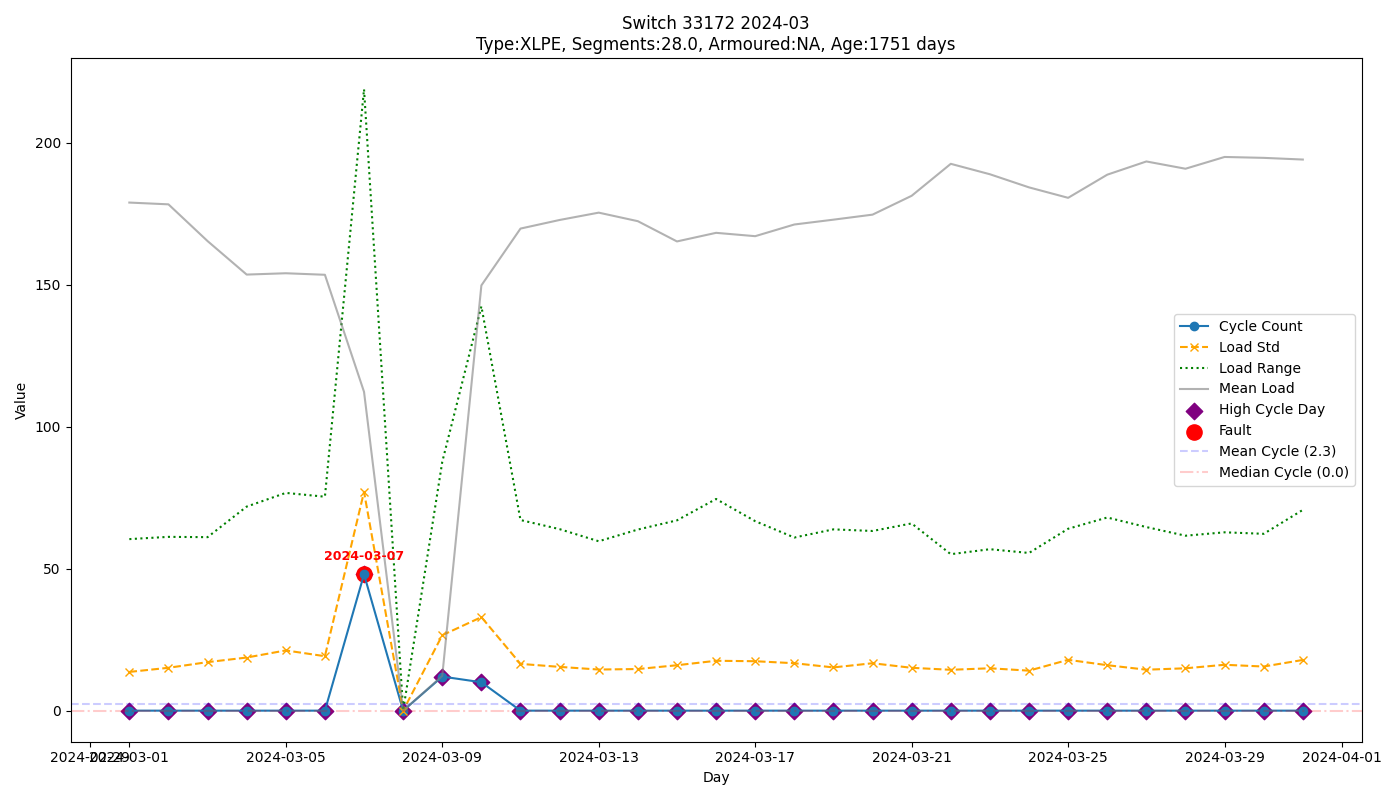 Switch 33172 2024-03
Type:XLPE, Segments:28.0, Armoured:NA, Age:1751 days
Value
200
150
100
50
0
2024-03-07
Cycle Count
Load Std
Load Range
Mean Load
High Cycle Day
Fault
Mean Cycle (2.3)
Median Cycle (0.0)
2024-02-29 2024-03-01 2024-03-05 2024-03-09 2024-03-13 2024-03-17 2024-03-21 2024-03-25 2024-03-29 2024-04-01
Day